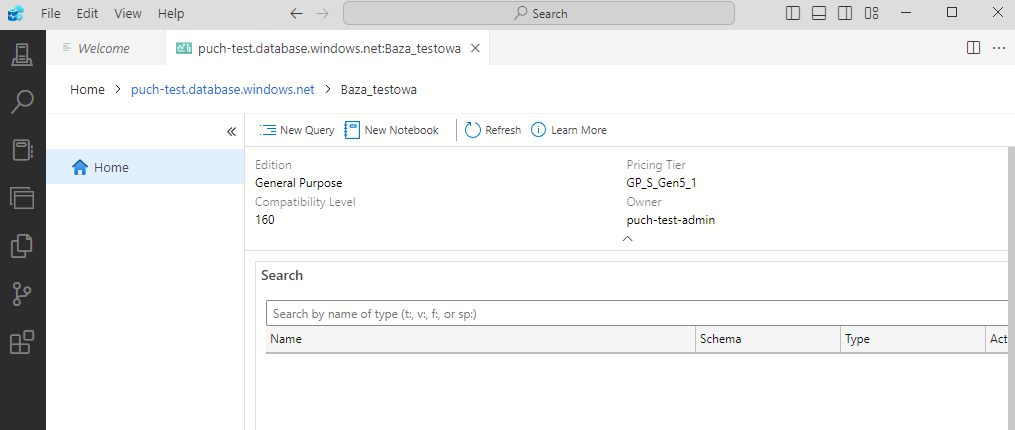 File Edit View Help Search
Welcome puch-test.database.windows.net:Baza_testowa
Home puch-test.database.windows.net Baza_testowa
New Query New Notebook Refresh Learn More
Home
Edition Pricing Tier
General Purpose GP_S_Gen5_1
Compatibility Level Owner
160 puch-test-admin
Search
Search by name of type (t:, v:, f:, or sp:)
Name Schema Type Act